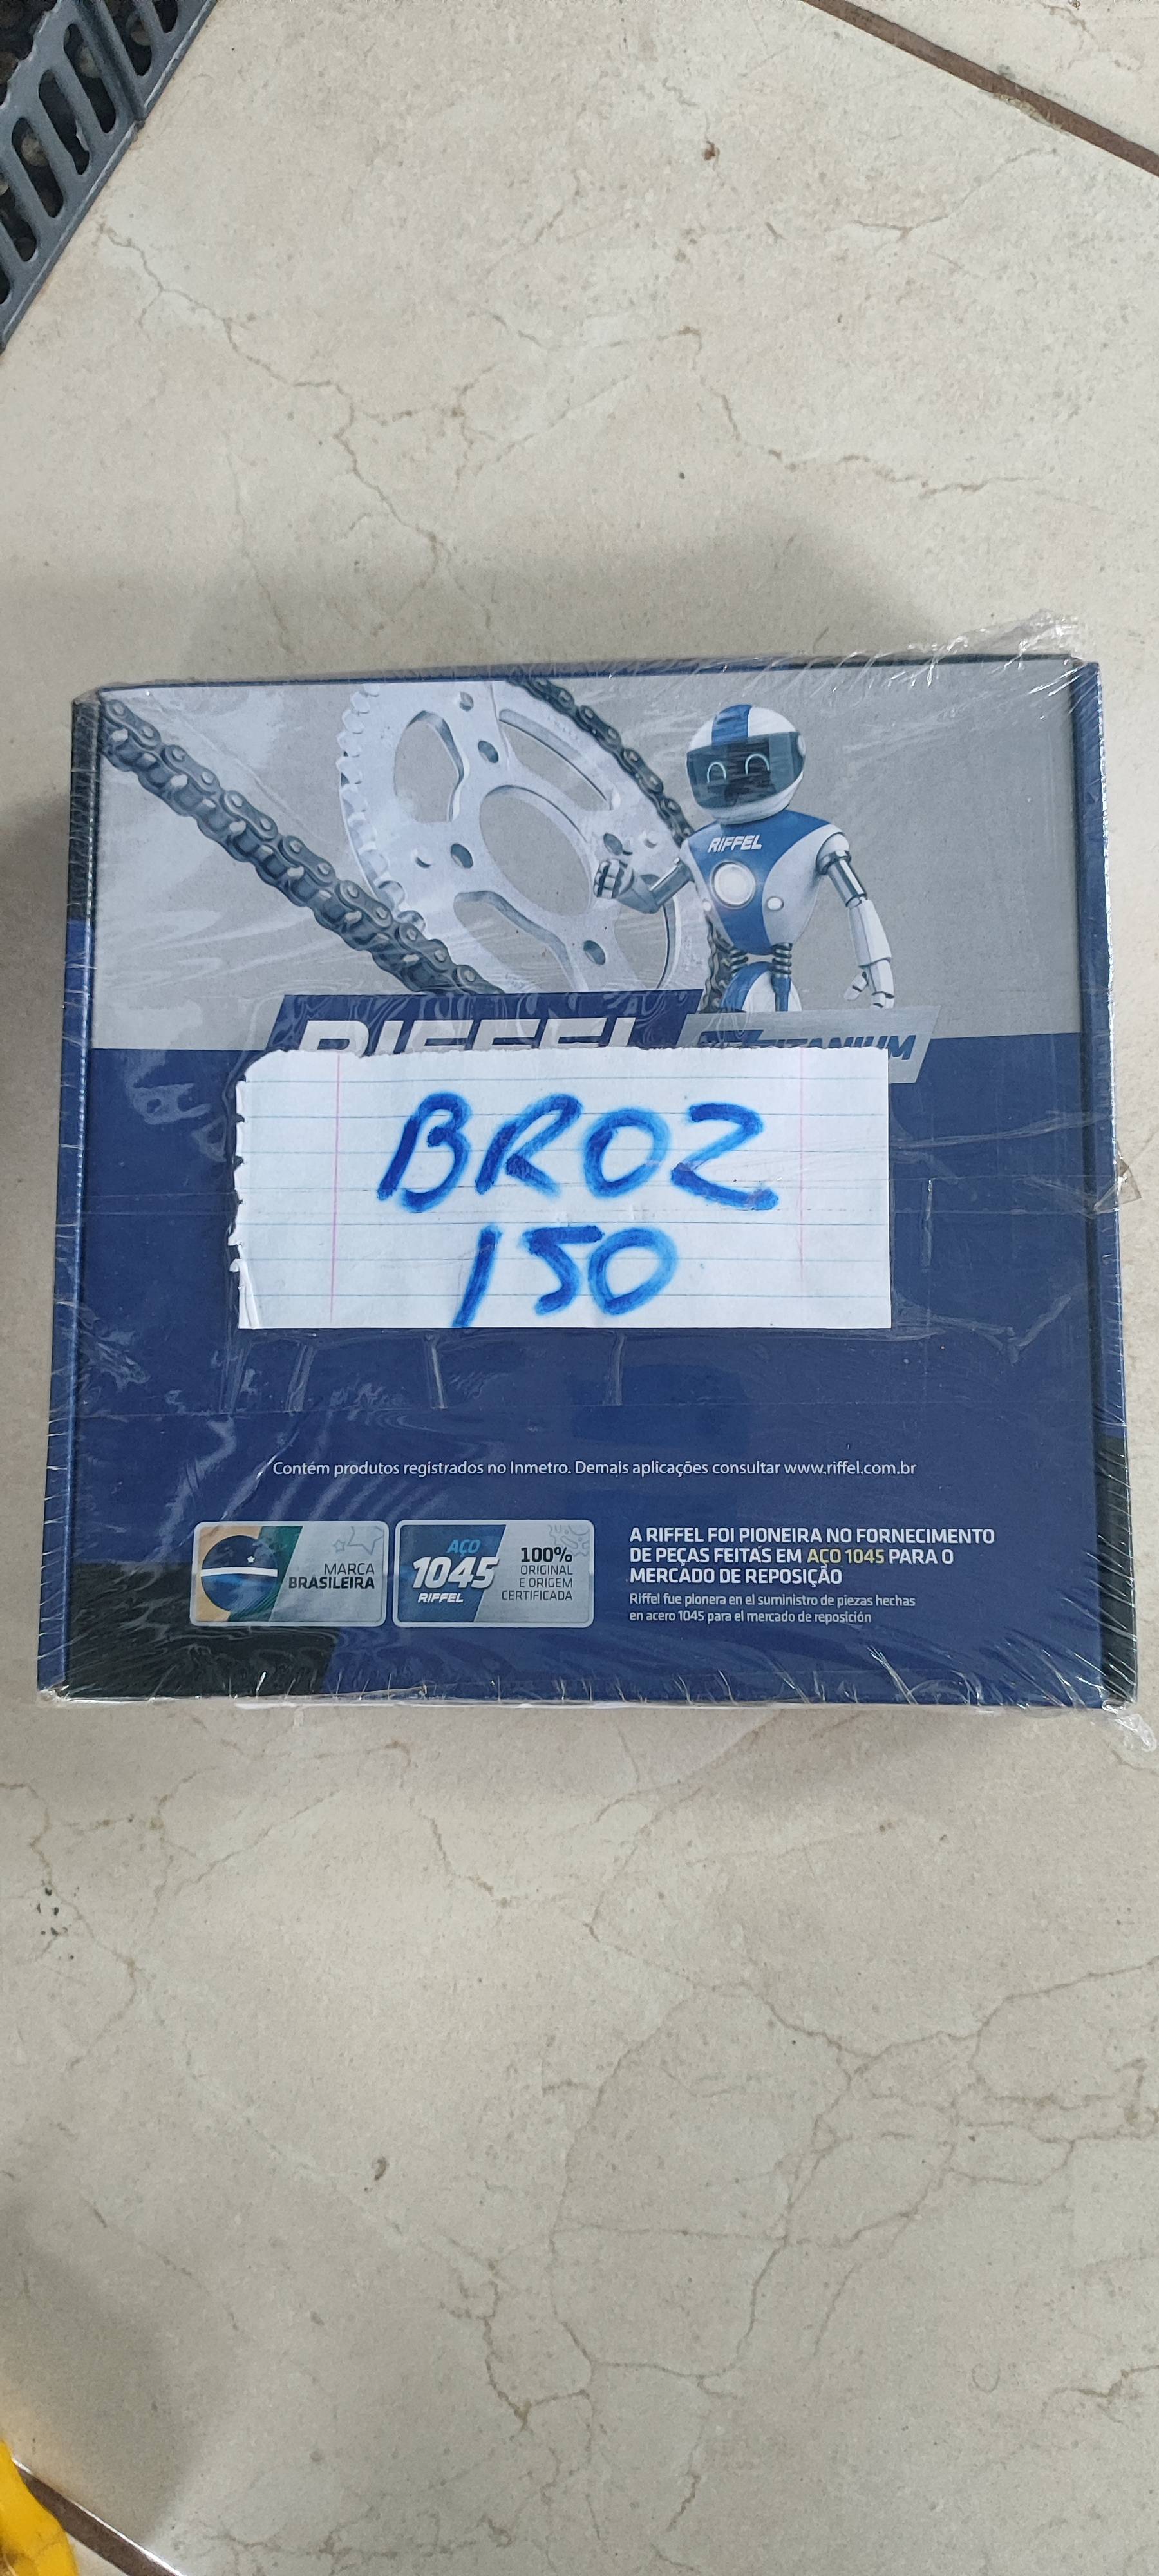 RIFFEL
RIFFEL TITANIUM
BROZ
150
Contém produtos registrados no Inmetro. Demais aplicações consultar www.riffel.com.br
MARCA
BRASILEIRA
AÇO
1045
RIFFEL
100%
ORIGINAL
E ORIGEM
CERTIFICADA
A RIFFEL FOI PIONEIRA NO FORNECIMENTO
DE PEÇAS FEITAS EM AÇO 1045 PARA O
MERCADO DE REPOSIÇÃO
Riffel fue pionera en el suministro de piezas hechas
en acero 1045 para el mercado de reposición